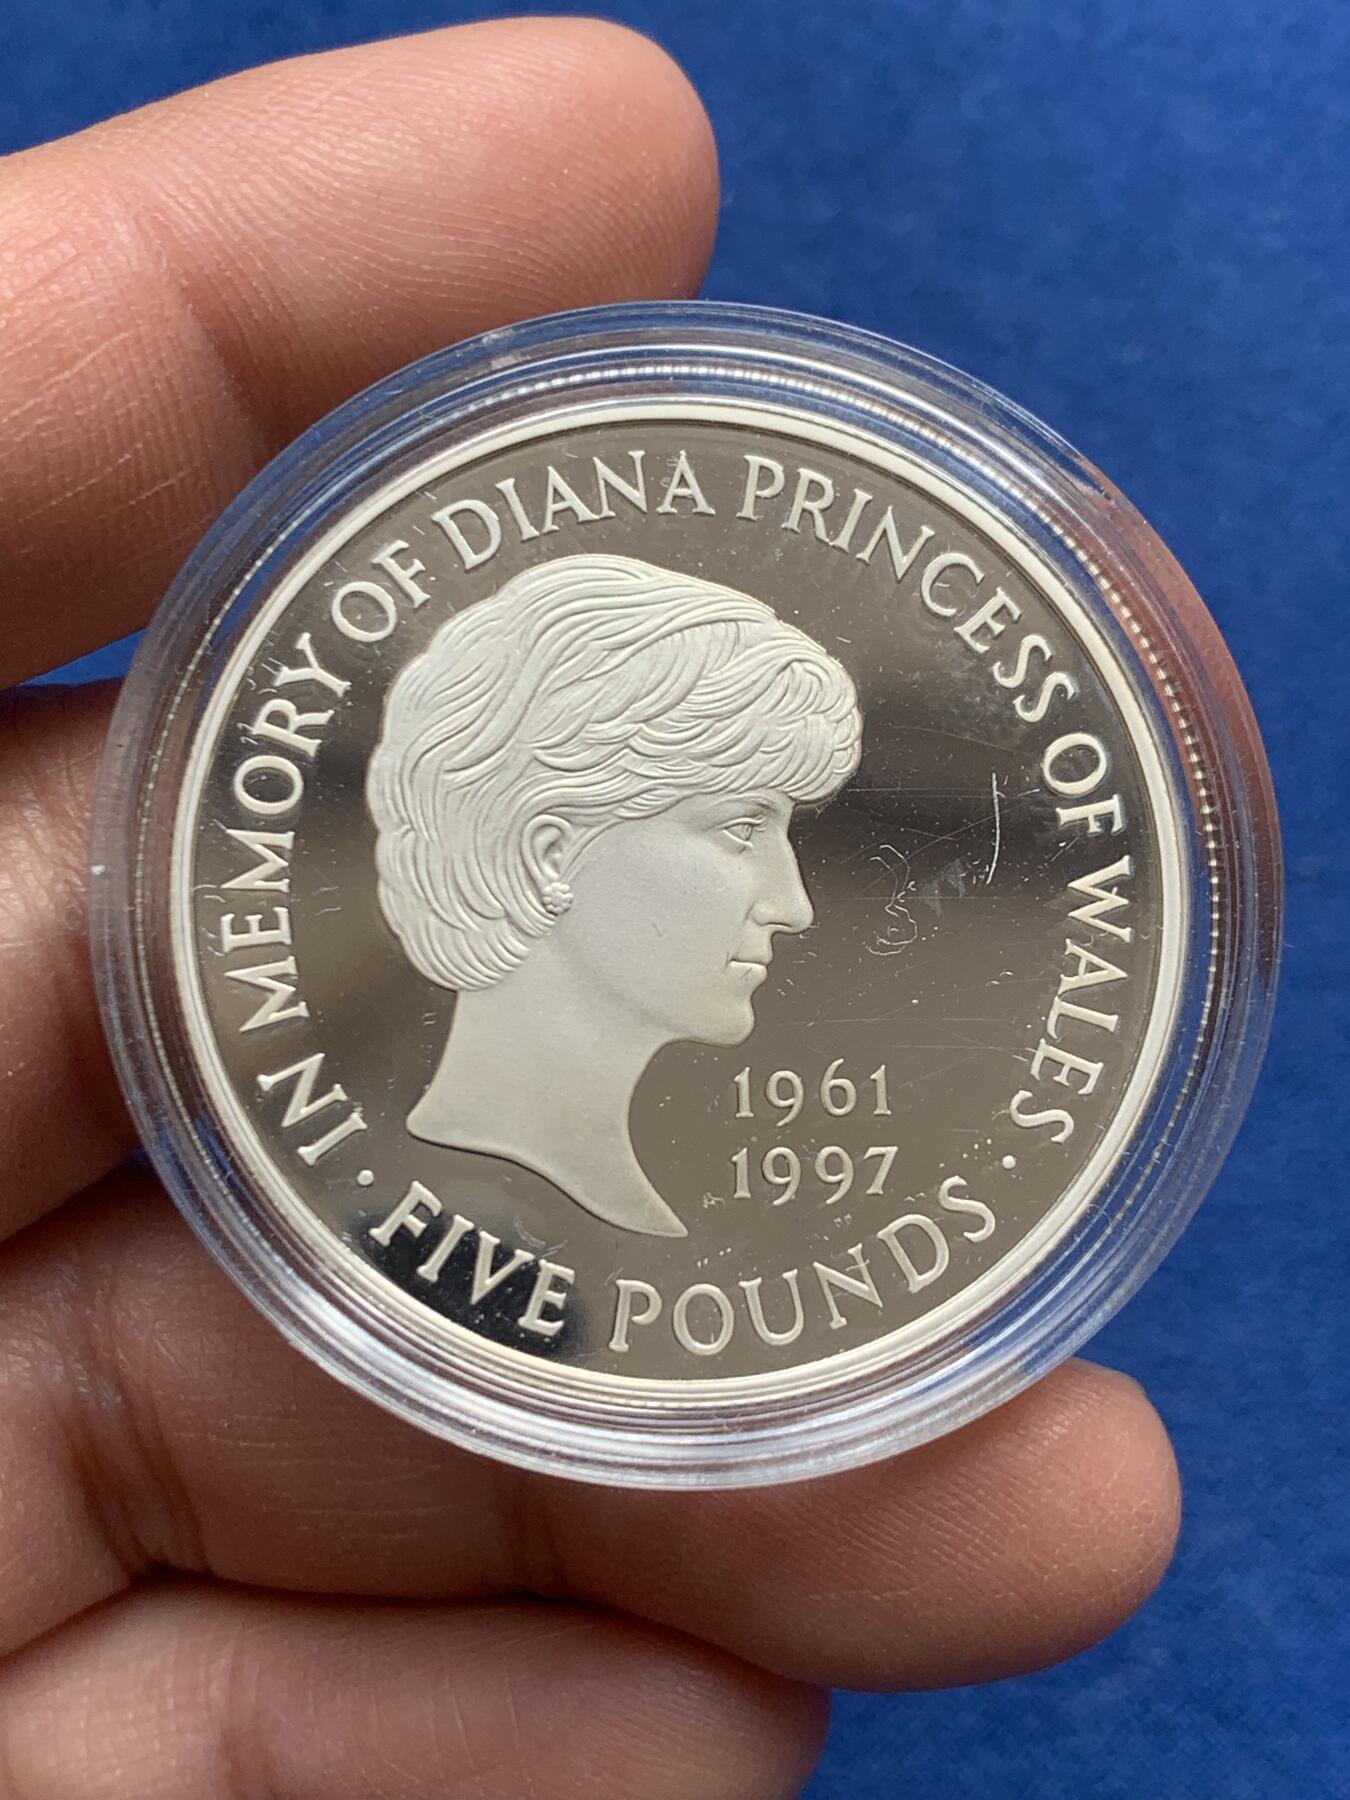 IN MEMORY OF DIANA PRINCESS OF WALES
1961
1997
· FIVE POUNDS ·